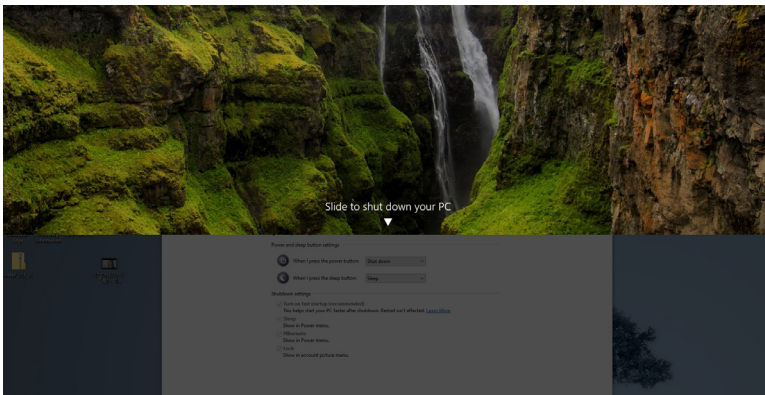 Slide to shut down your PC
Power and sleep button settings
When I press the power button: Shut down
When I press the sleep button: Sleep
Shutdown settings
Turn on fast startup (recommended)
This helps start your PC faster after shutdown. Restart isn't affected. Learn More
Sleep
Show in Power menu.
Hibernate
Show in Power menu.
Lock
Show in account picture menu.